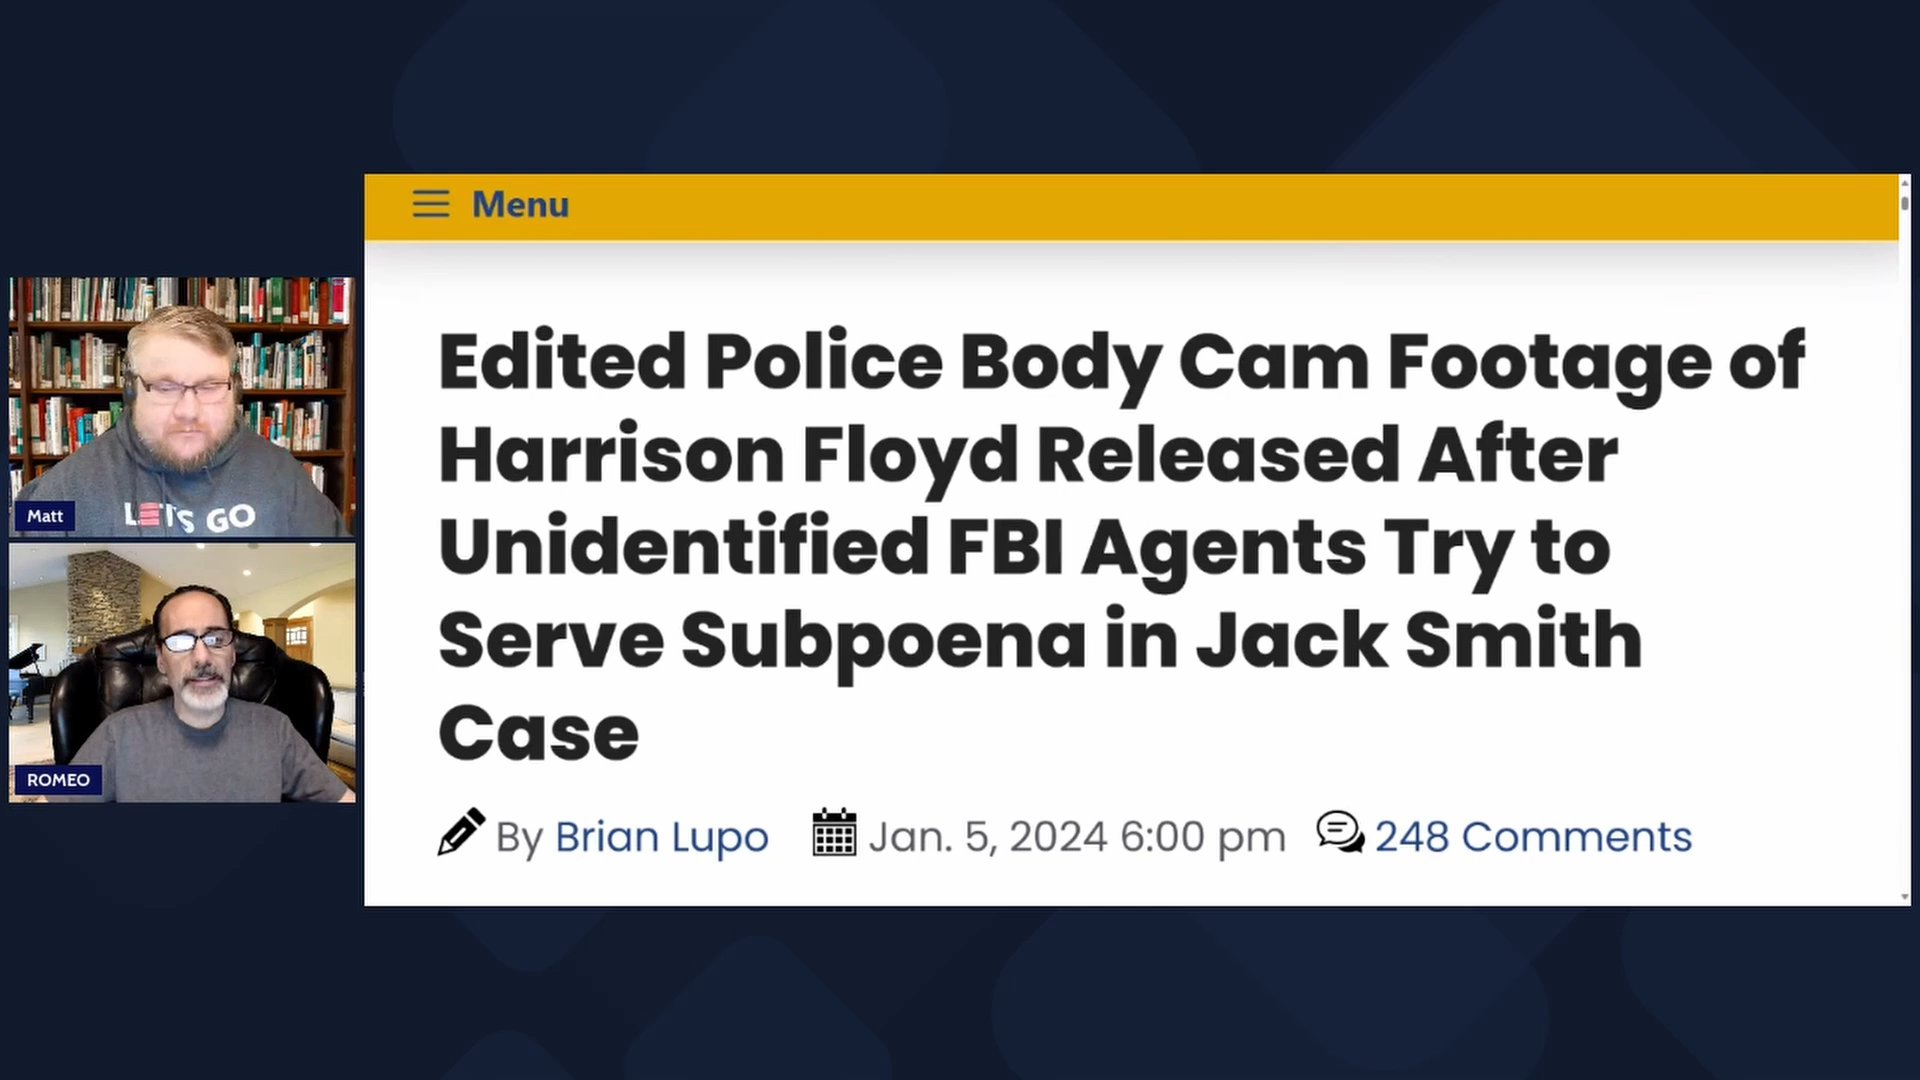 Menu
Edited Police Body Cam Footage of
Harrison Floyd Released After
Unidentified FBI Agents Try to
Serve Subpoena in Jack Smith
Case
By Brian Lupo Jan. 5, 2024 6:00 pm 248 Comments
LET'S GO
Matt
ROMEO